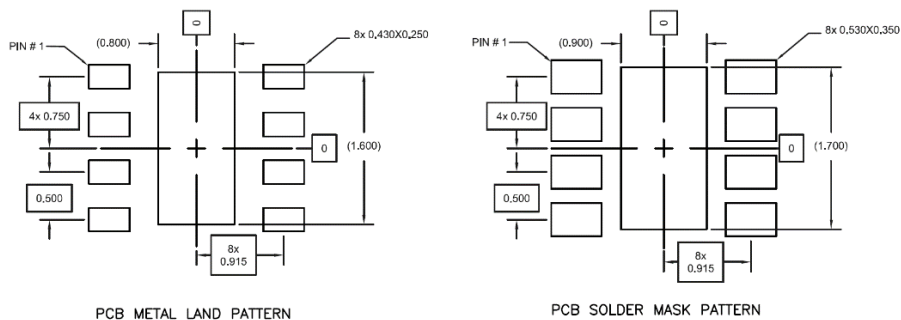 0
(0.800)
8x 0.430X0.250
PIN # 1
4x 0.750
0
(1.600)
0.500
8x
0.915
PCB METAL LAND PATTERN
0
(0.900)
8x 0.530X0.350
PIN # 1
4x 0.750
0
(1.700)
0.500
8x
0.915
PCB SOLDER MASK PATTERN